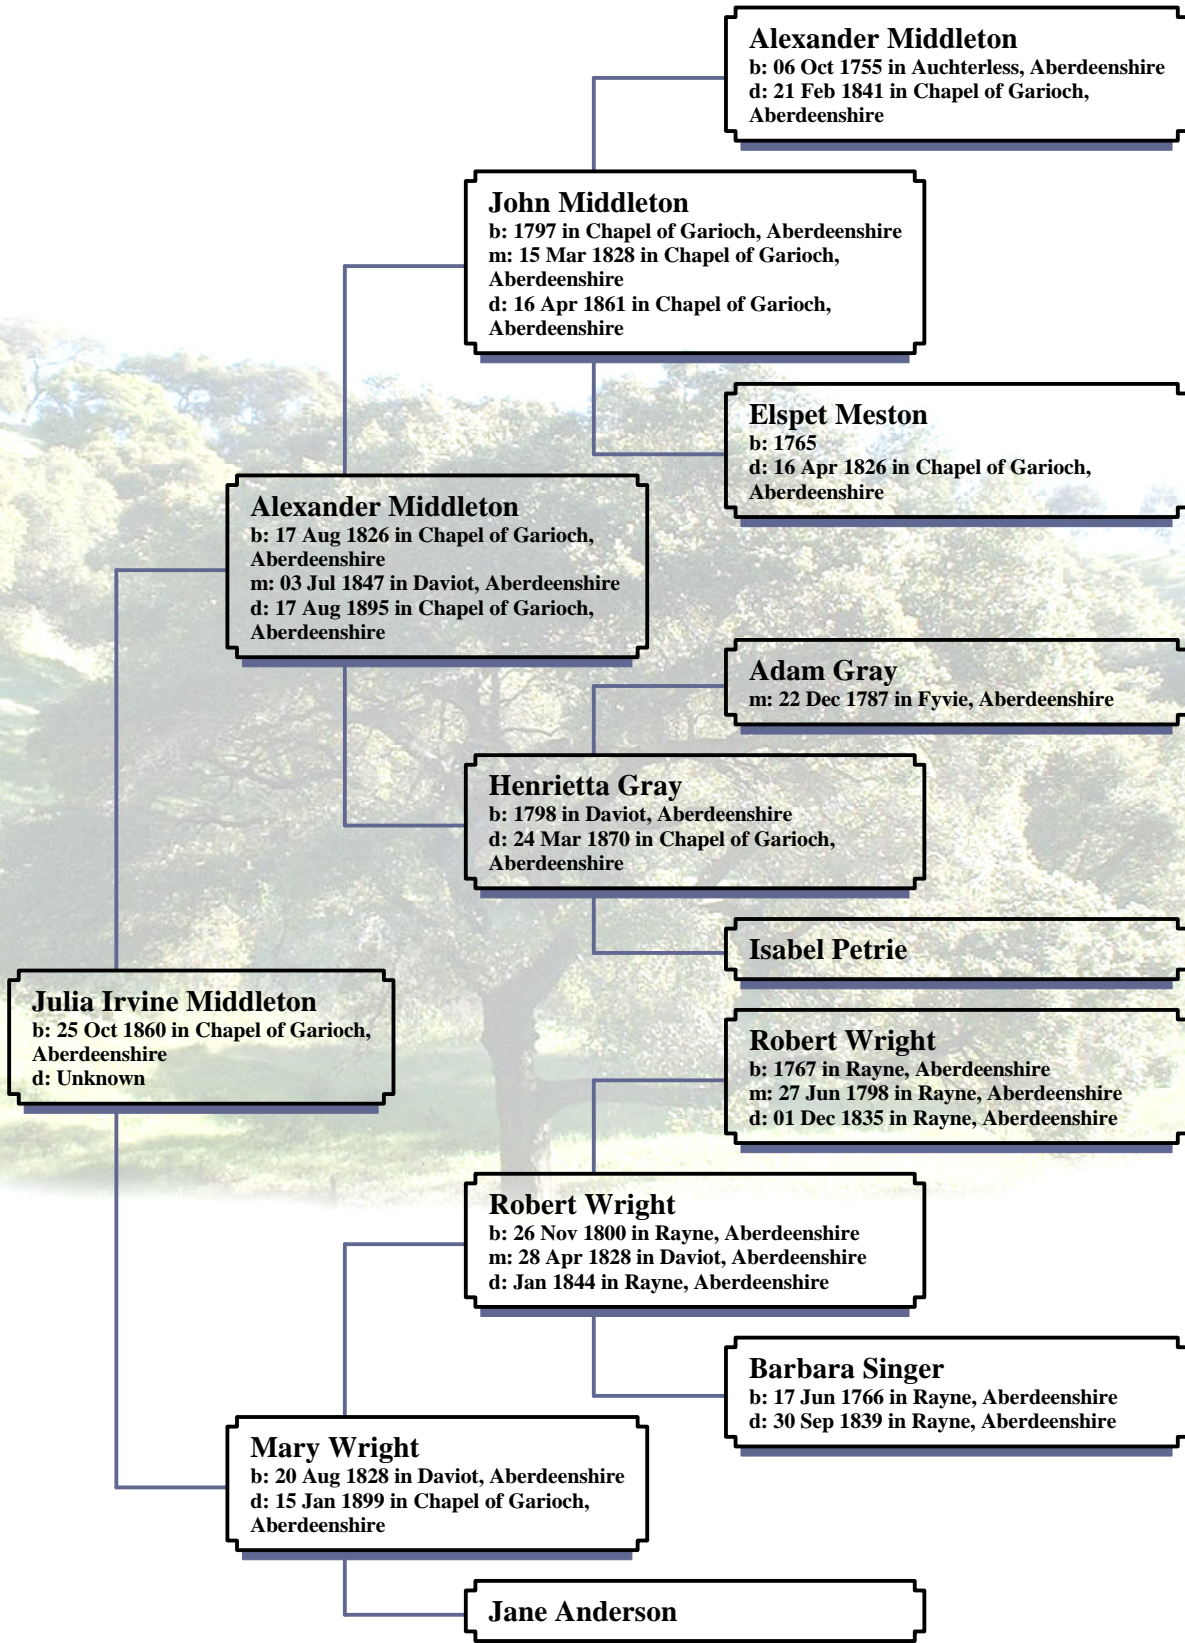 Alexander Middleton
b: 06 Oct 1755 in Auchterless, Aberdeenshire
d: 21 Feb 1841 in Chapel of Garioch,
Aberdeenshire
John Middleton
b: 1797 in Chapel of Garioch, Aberdeenshire
m: 15 Mar 1828 in Chapel of Garioch,
Aberdeenshire
d: 16 Apr 1861 in Chapel of Garioch,
Aberdeenshire
Elspet Meston
b: 1765
d: 16 Apr 1826 in Chapel of Garioch,
Aberdeenshire
Alexander Middleton
b: 17 Aug 1826 in Chapel of Garioch,
Aberdeenshire
m: 03 Jul 1847 in Daviot, Aberdeenshire
d: 17 Aug 1895 in Chapel of Garioch,
Aberdeenshire
Adam Gray
m: 22 Dec 1787 in Fyvie, Aberdeenshire
Henrietta Gray
b: 1798 in Daviot, Aberdeenshire
d: 24 Mar 1870 in Chapel of Garioch,
Aberdeenshire
Isabel Petrie
Julia Irvine Middleton
b: 25 Oct 1860 in Chapel of Garioch,
Aberdeenshire
d: Unknown
Robert Wright
b: 1767 in Rayne, Aberdeenshire
m: 27 Jun 1798 in Rayne, Aberdeenshire
d: 01 Dec 1835 in Rayne, Aberdeenshire
Robert Wright
b: 26 Nov 1800 in Rayne, Aberdeenshire
m: 28 Apr 1828 in Daviot, Aberdeenshire
d: Jan 1844 in Rayne, Aberdeenshire
Barbara Singer
b: 17 Jun 1766 in Rayne, Aberdeenshire
d: 30 Sep 1839 in Rayne, Aberdeenshire
Mary Wright
b: 20 Aug 1828 in Daviot, Aberdeenshire
d: 15 Jan 1899 in Chapel of Garioch,
Aberdeenshire
Jane Anderson